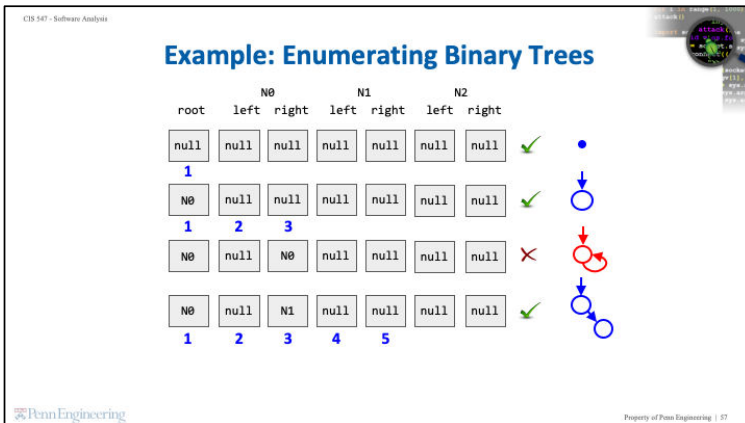 CIS 547 - Software Analysis
Example: Enumerating Binary Trees
N0 N1 N2
root left right left right left right
null null null null null null null
1
N0 null null null null null null
1 2 3
N0 null N0 null null null null
N0 null N1 null null null null
1 2 3 4 5
Penn Engineering
Property of Penn Engineering | 57